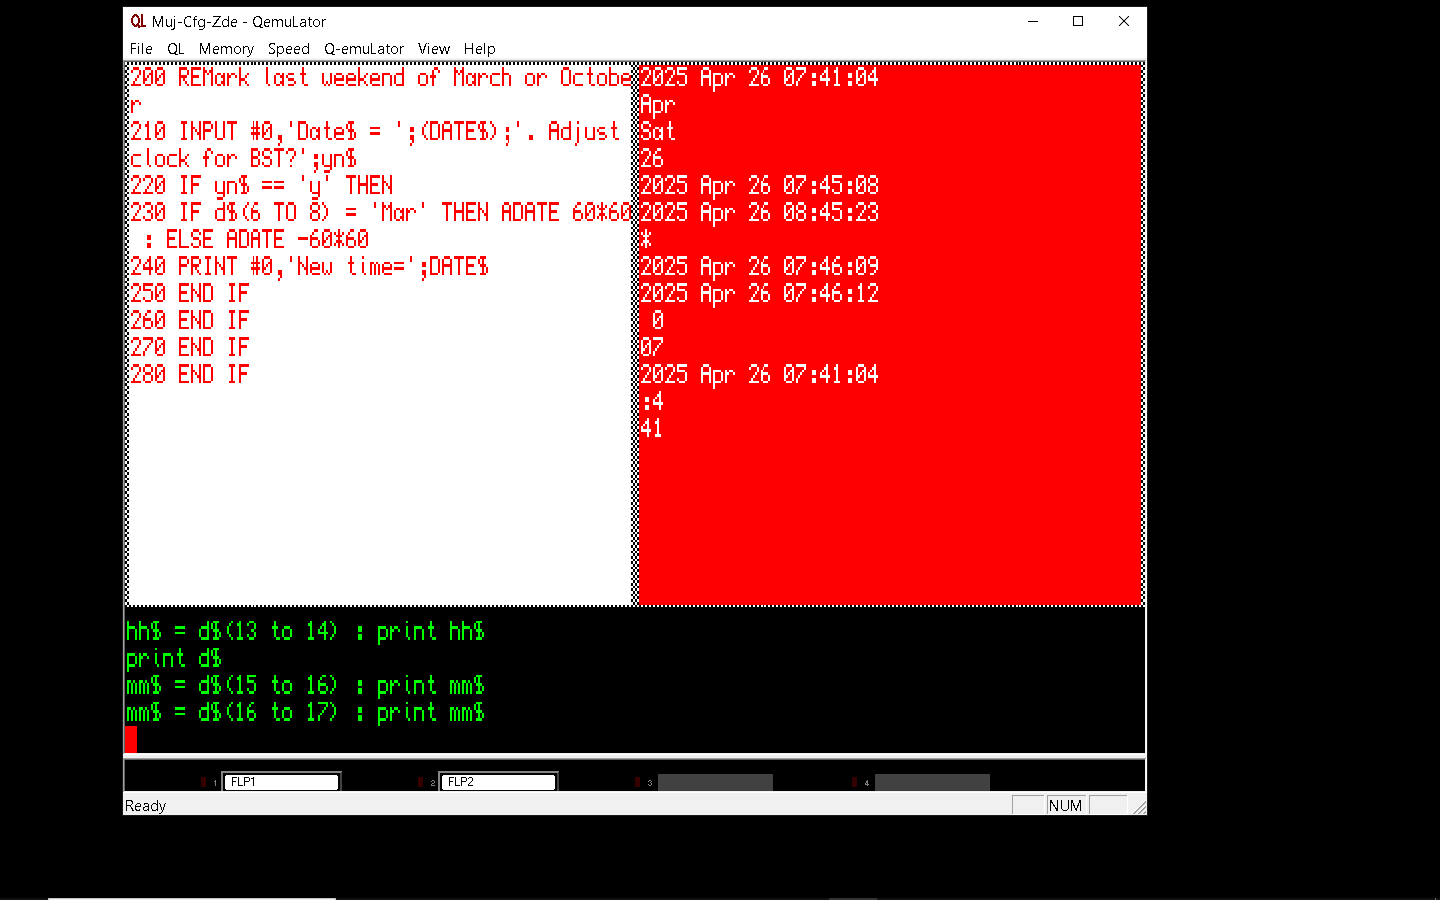 QL Muj-Cfg-Zde - QemuLator
File QL Memory Speed Q-emuLator View Help
200 REMark last weekend of March or Octobe
r
210 INPUT #0,'Date$ = ';(DATE$);'. Adjust
clock for BST?';yn$
220 IF yn$ == 'y' THEN
230 IF d$(6 TO 8) = 'Mar' THEN ADATE 60*60
 : ELSE ADATE -60*60
240 PRINT #0,'New time=';DATE$
250 END IF
260 END IF
270 END IF
280 END IF
2025 Apr 26 07:41:04
Apr
Sat
26
2025 Apr 26 07:45:08
2025 Apr 26 08:45:23
*
2025 Apr 26 07:46:09
2025 Apr 26 07:46:12
 0
07
2025 Apr 26 07:41:04
:4
41
hh$ = d$(13 to 14) : print hh$
print d$
mm$ = d$(15 to 16) : print mm$
mm$ = d$(16 to 17) : print mm$
1 FLP1 2 FLP2 3 4
Ready NUM